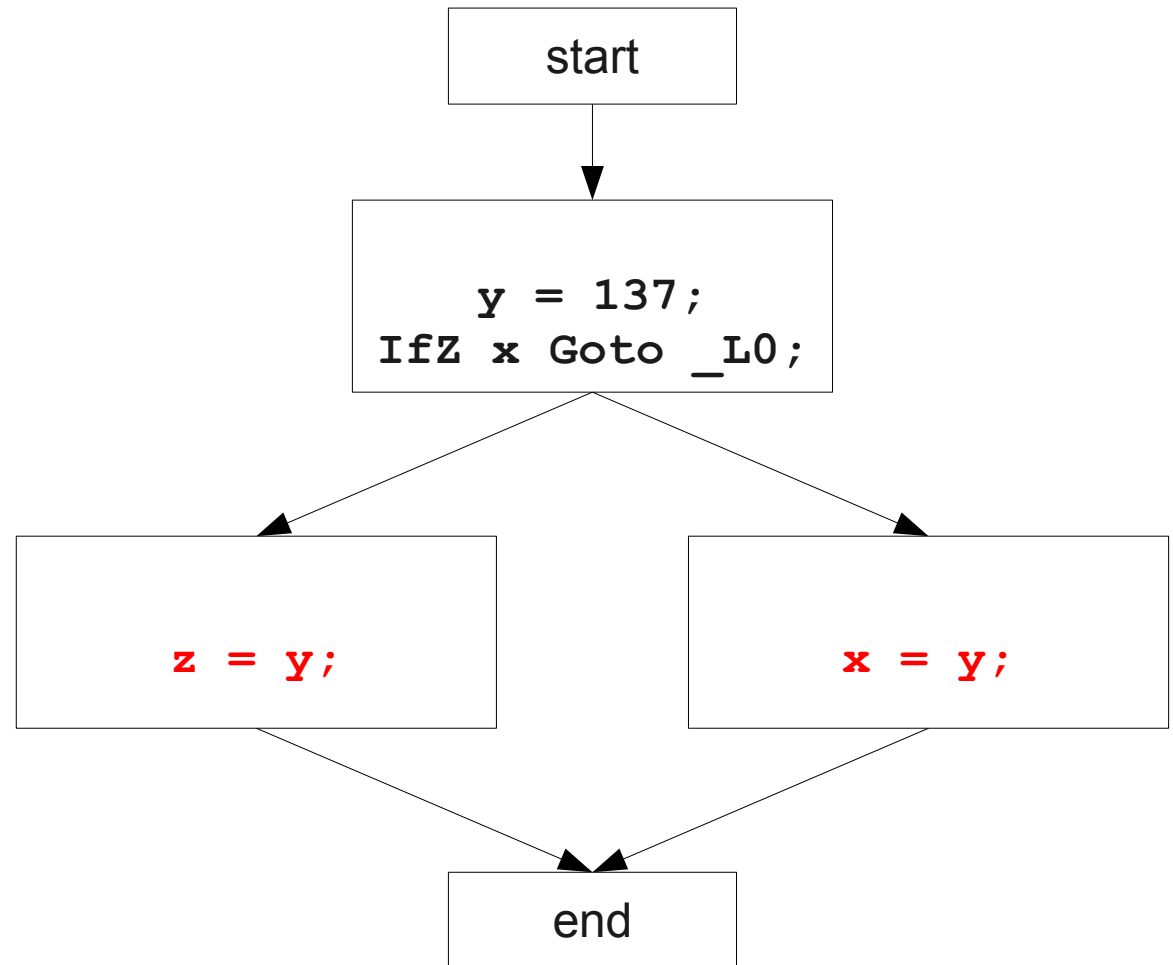 start
y = 137;
IfZ x Goto _L0;
z = y;
x = y;
end